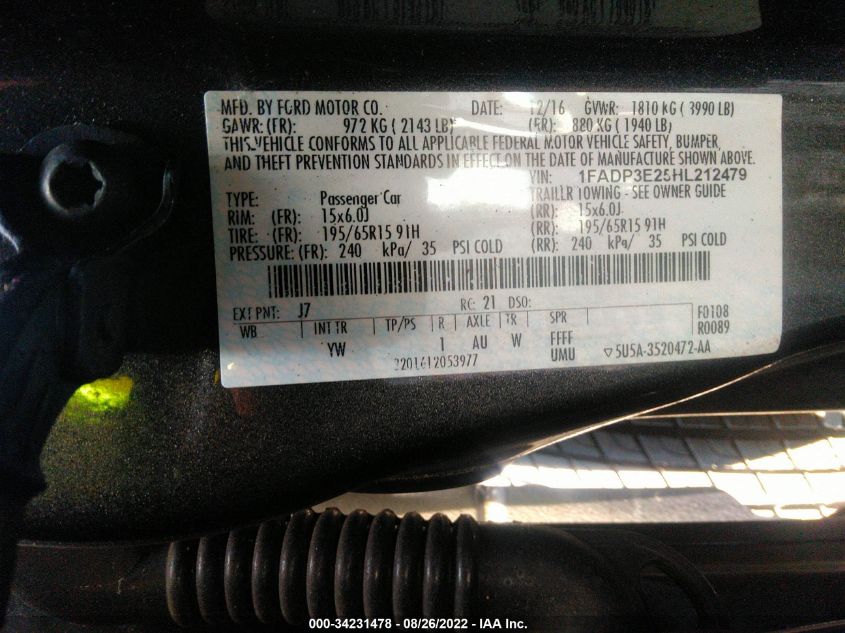 MFD. BY FORD MOTOR CO. DATE: 12/16 GVWR: 1810 KG ( 3990 LB)
GAWR: (FR): 972 KG ( 2143 LB) (RR): 880 KG ( 1940 LB)
THIS VEHICLE CONFORMS TO ALL APPLICABLE FEDERAL MOTOR VEHICLE SAFETY, BUMPER,
AND THEFT PREVENTION STANDARDS IN EFFECT ON THE DATE OF MANUFACTURE SHOWN ABOVE.
VIN: 1FADP3E25HL212479
TYPE: Passenger Car TRAILER TOWING - SEE OWNER GUIDE
RIM: (FR): 15x6.0J (RR): 15x6.0J
TIRE: (FR): 195/65R15 91H (RR): 195/65R15 91H
PRESSURE: (FR): 240 kPa/ 35 PSI COLD (RR): 240 kPa/ 35 PSI COLD
EXT PNT: J7 RC: 21 DSO:
WB INT TR TP/PS R AXLE TR SPR F0108
YW 1 AU W FFFF R0089
UMU
3201612053977 ▽5U5A-3520472-AA
000-34231478 - 08/26/2022 - IAA Inc.